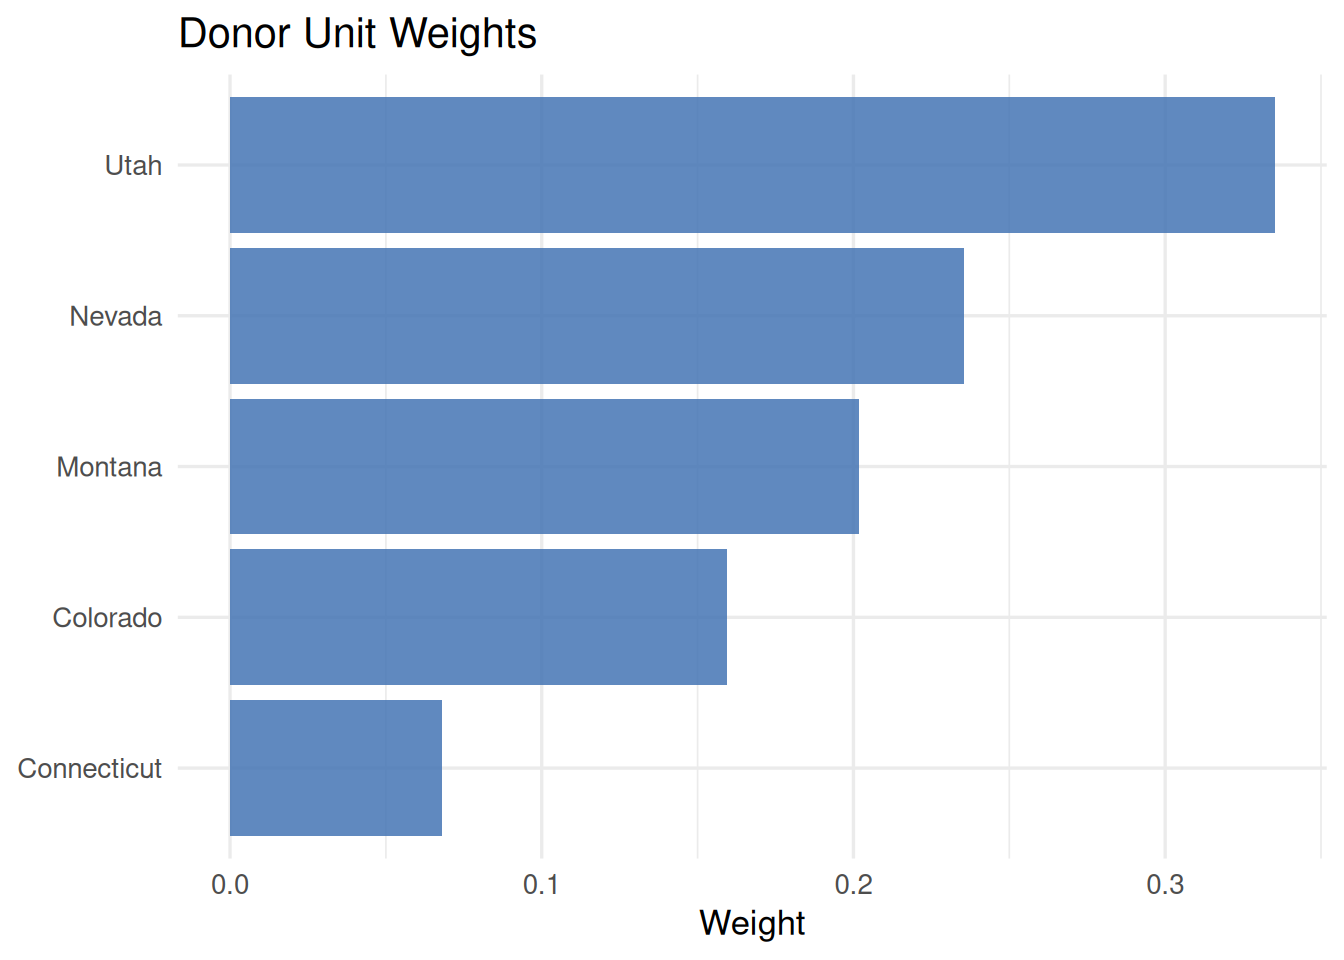 Donor Unit Weights
Utah
Nevada
Montana
Colorado
Connecticut
0.0 0.1 0.2 0.3
Weight